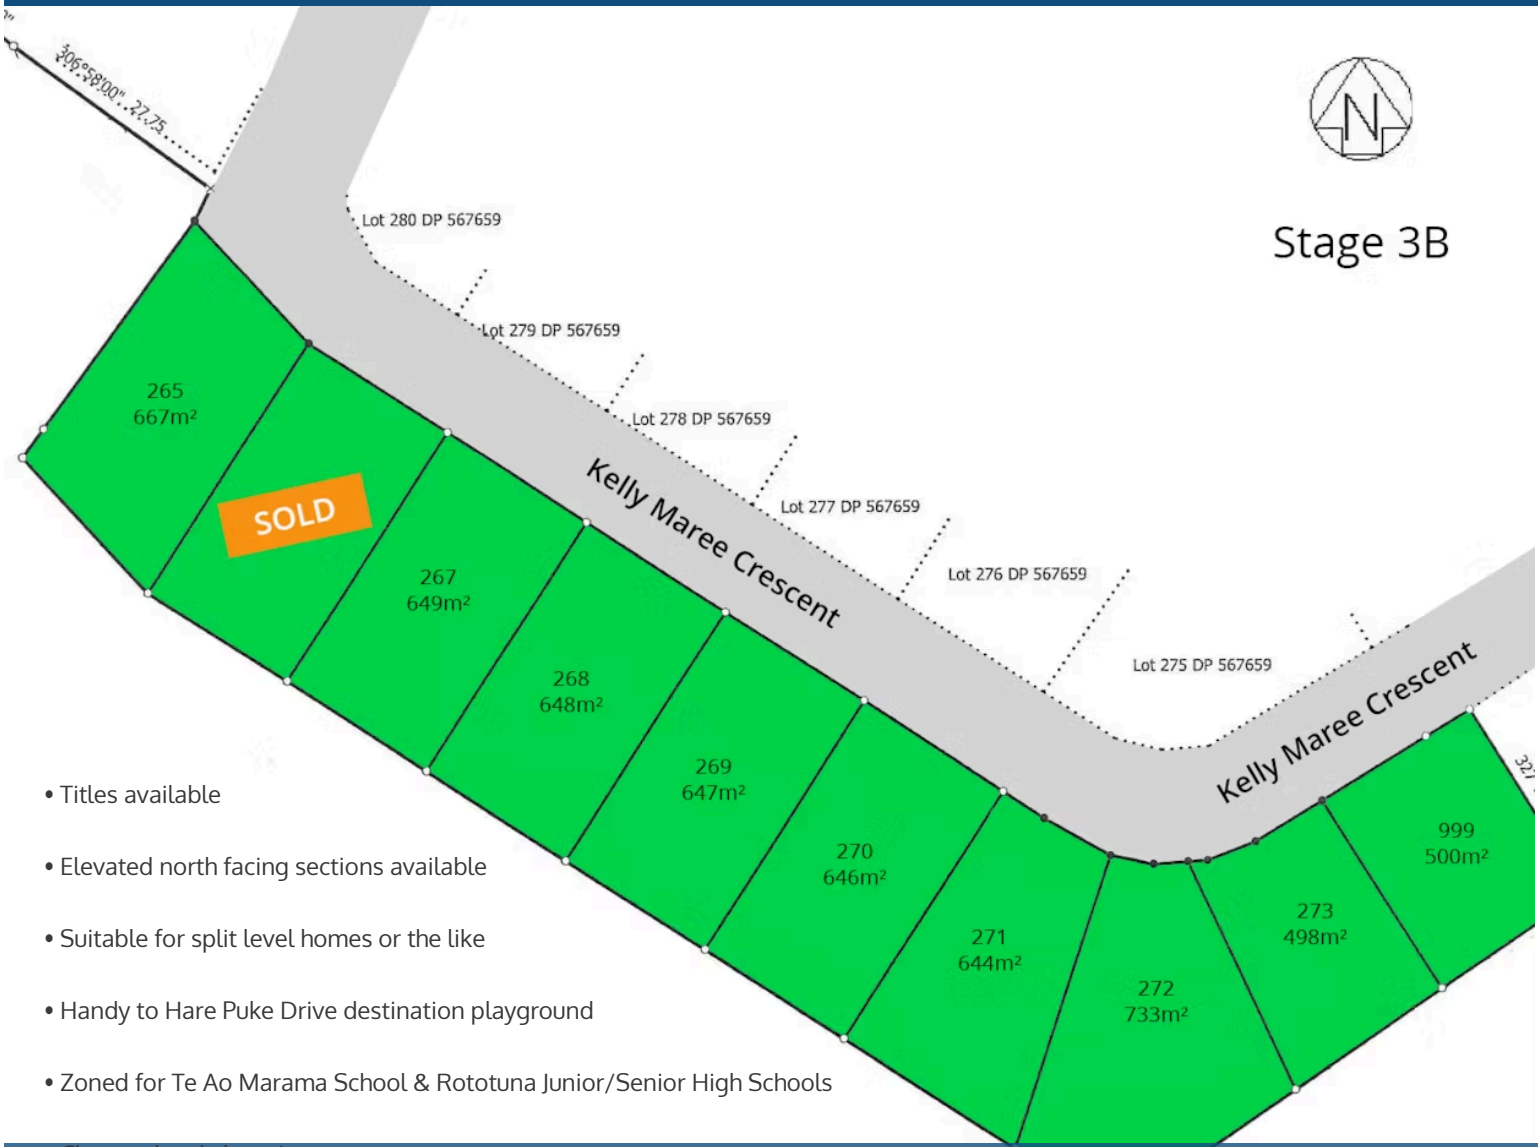 306°58'00" 27.75
N
Stage 3B
Lot 280 DP 567659
Lot 279 DP 567659
Lot 278 DP 567659
Lot 277 DP 567659
Lot 276 DP 567659
Lot 275 DP 567659
Kelly Maree Crescent
Kelly Maree Crescent
265
667m²
SOLD
267
649m²
268
648m²
269
647m²
270
646m²
271
644m²
272
733m²
273
498m²
999
500m²
327
• Titles available
• Elevated north facing sections available
• Suitable for split level homes or the like
• Handy to Hare Puke Drive destination playground
• Zoned for Te Ao Marama School & Rototuna Junior/Senior High Schools